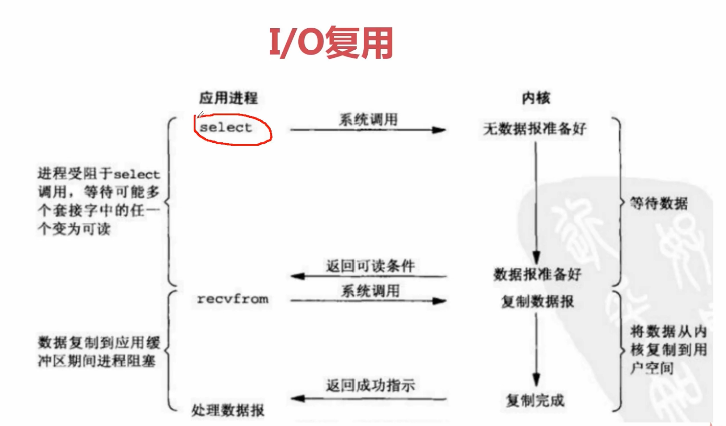 I/O复用
应用进程
内核
select
系统调用
无数据报准备好
进程受阻于select
调用，等待可能多
个套接字中的任一
个变为可读
等待数据
返回可读条件
数据报准备好
recvfrom
系统调用
复制数据报
数据复制到应用缓
冲区期间进程阻塞
将数据从内
核复制到用
户空间
返回成功指示
处理数据报
复制完成